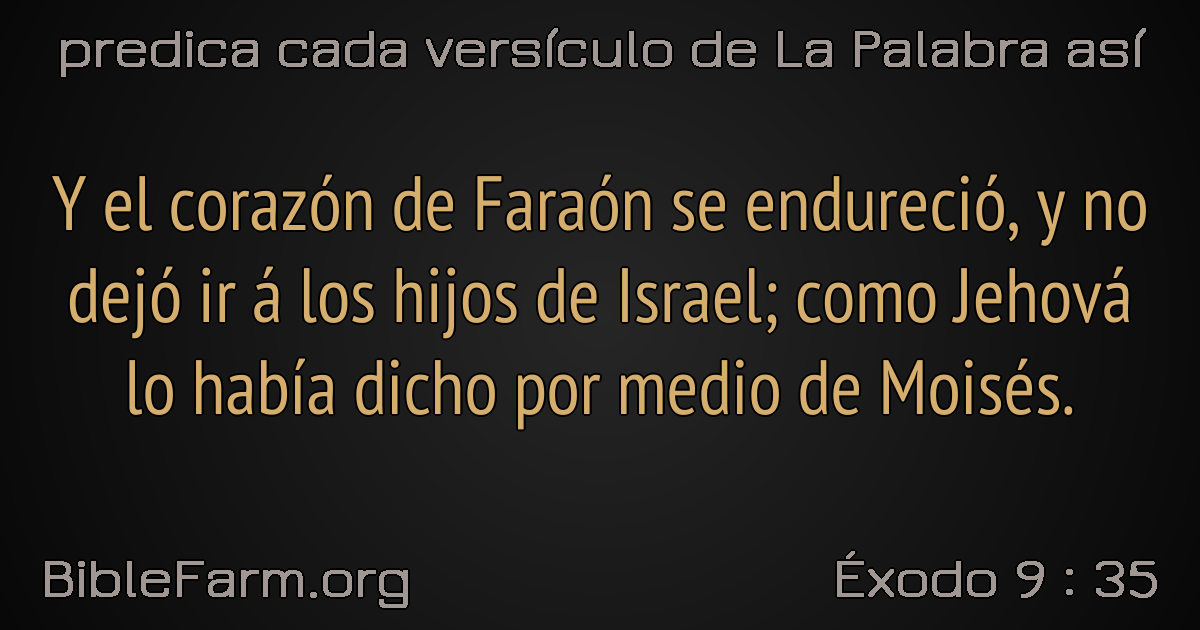 predica cada versículo de La Palabra así
Y el corazón de Faraón se endureció, y no
dejó ir á los hijos de Israel; como Jehová
lo había dicho por medio de Moisés.
BibleFarm.org
Éxodo 9 : 35